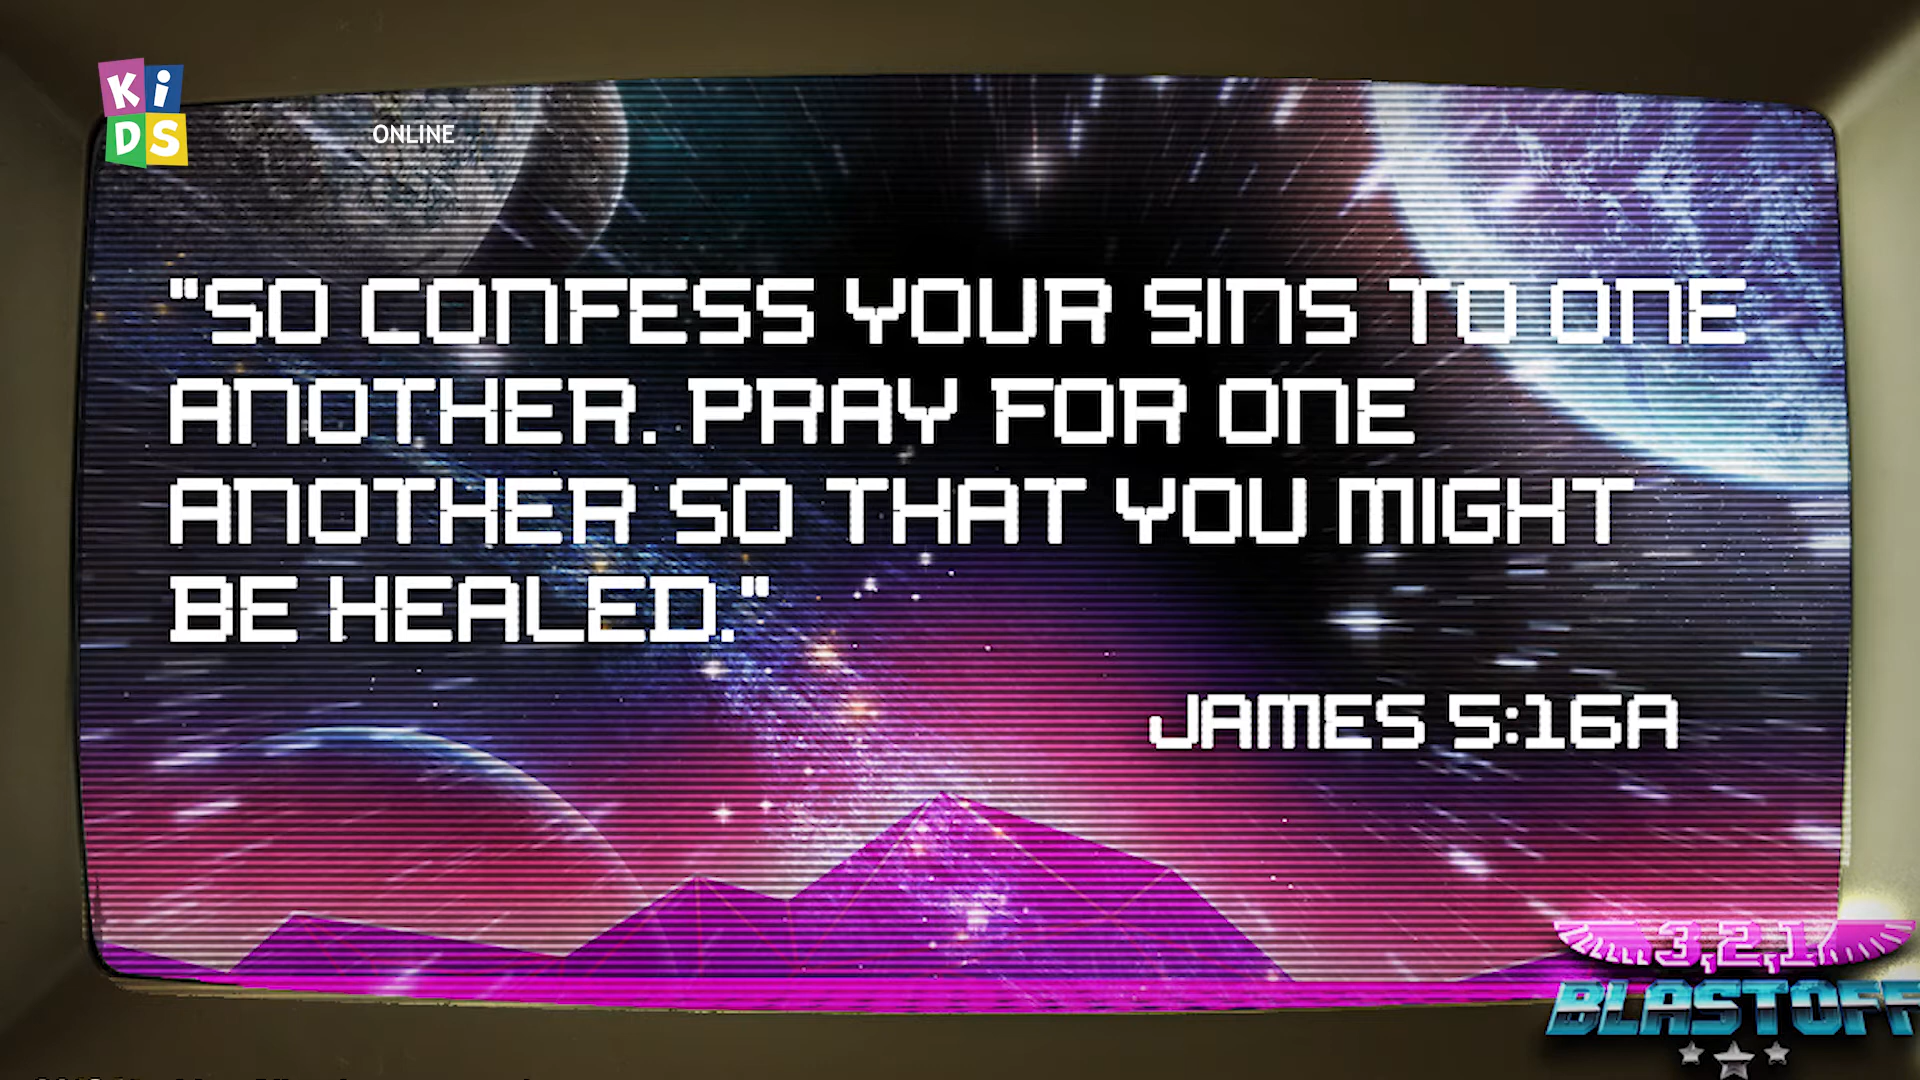 KiDS
ONLINE
"SO CONFESS YOUR SINS TO ONE
ANOTHER. PRAY FOR ONE
ANOTHER SO THAT YOU MIGHT
BE HEALED."
JAMES 5:16A
3,2,1
BLASTOFF